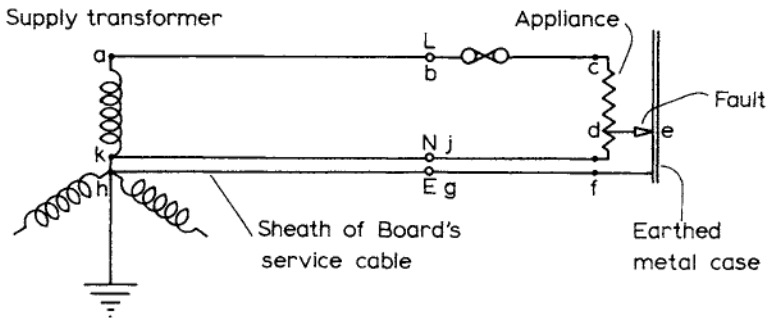 Supply transformer
Appliance
a
L
b
c
Fault
d
e
k
N j
h
E g
f
Sheath of Board's
service cable
Earthed
metal case